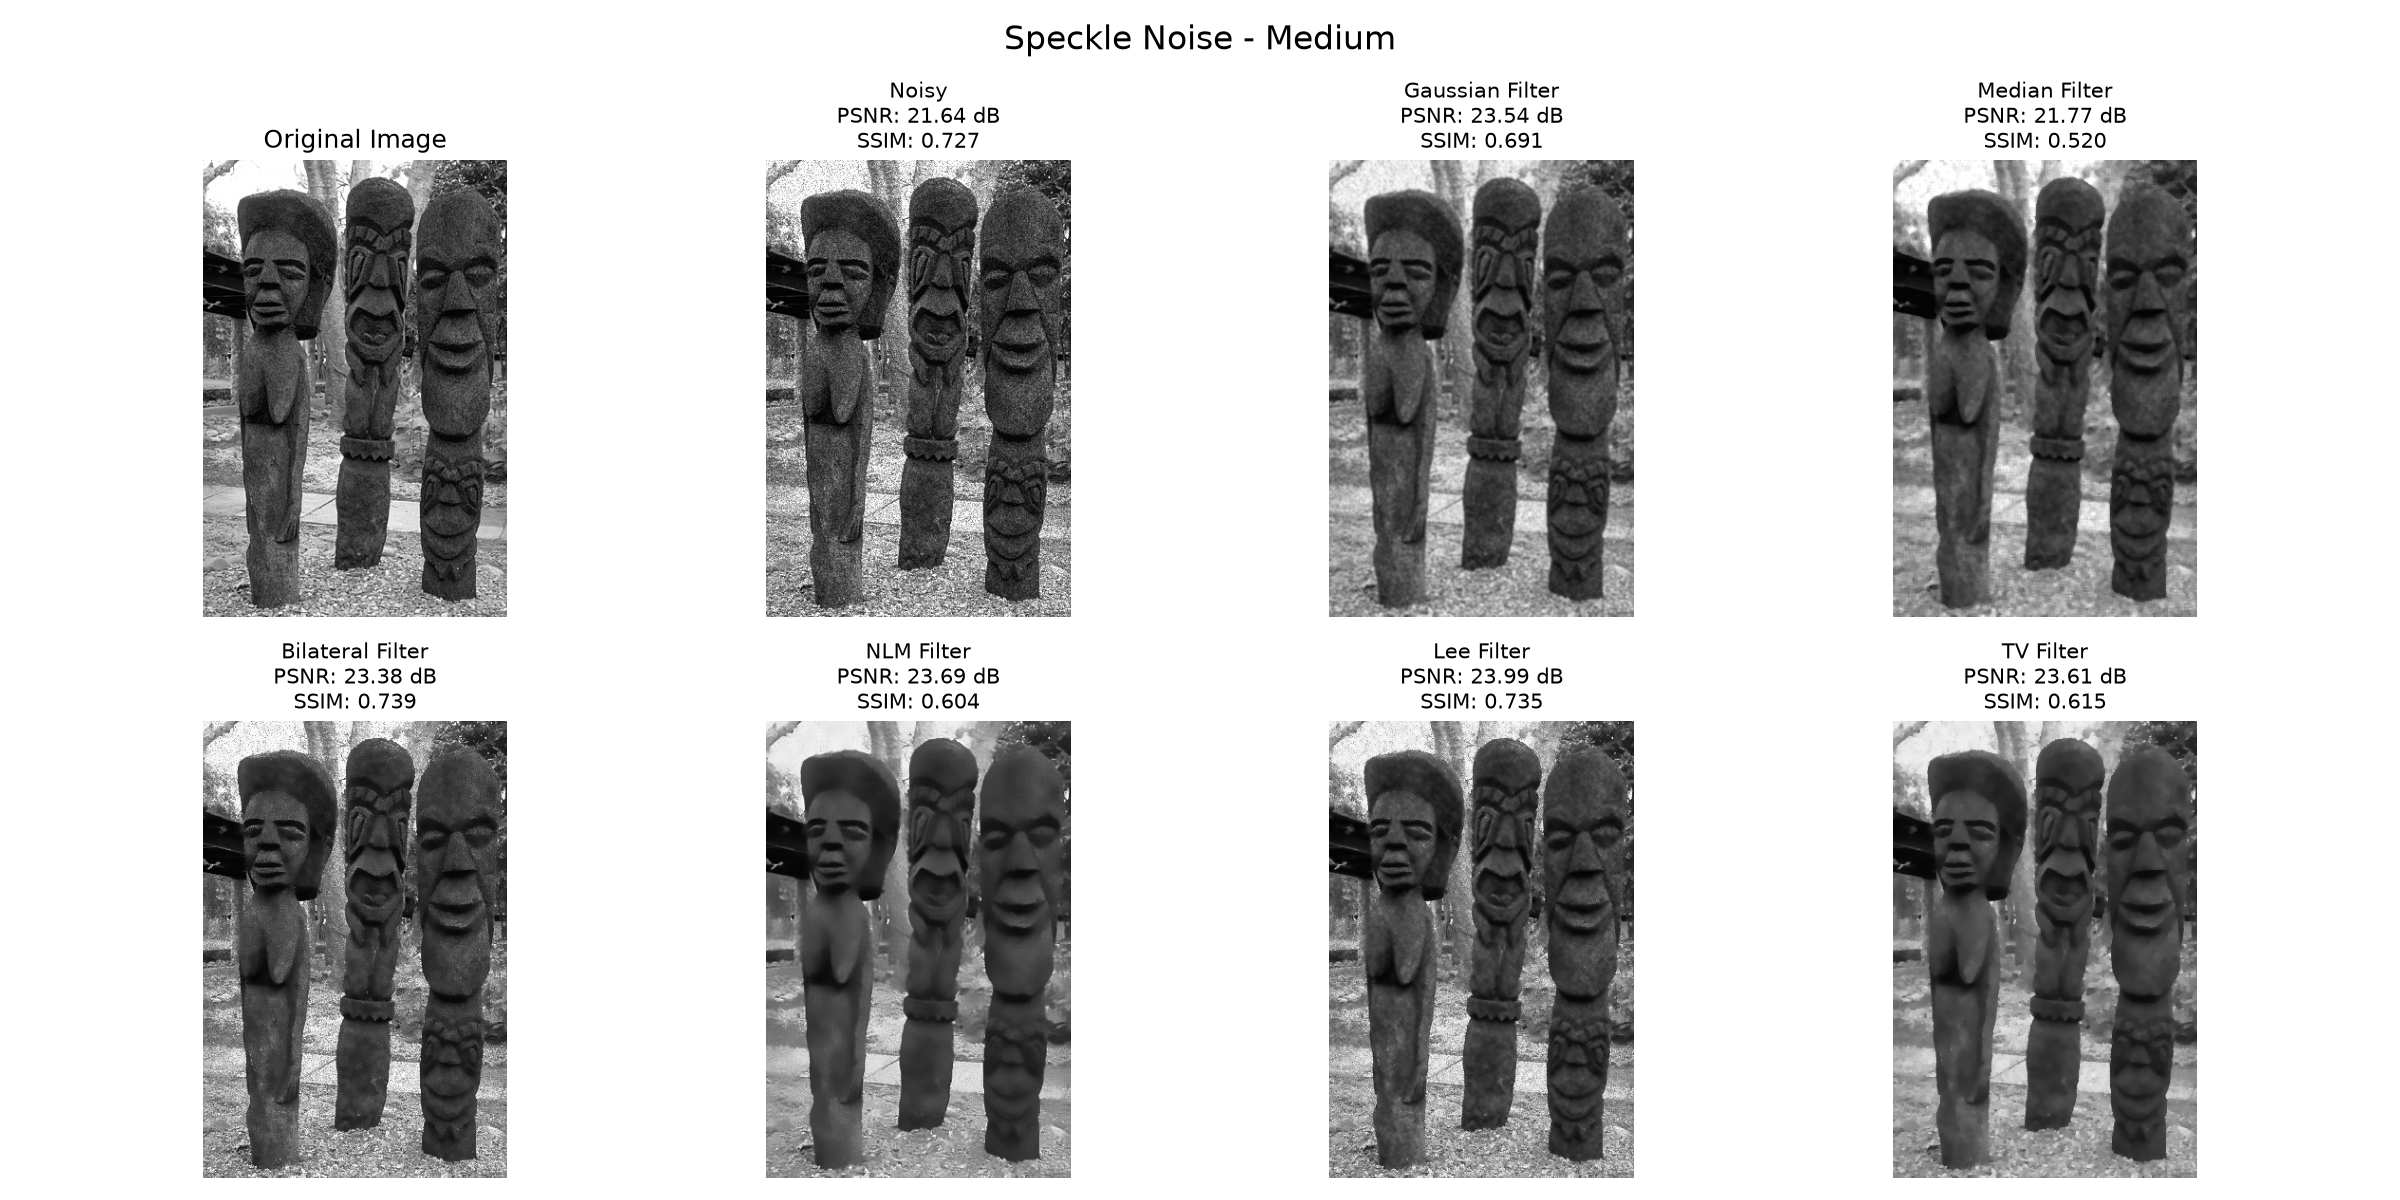 Speckle Noise - Medium
Original Image
Noisy
PSNR: 21.64 dB
SSIM: 0.727
Gaussian Filter
PSNR: 23.54 dB
SSIM: 0.691
Median Filter
PSNR: 21.77 dB
SSIM: 0.520
Bilateral Filter
PSNR: 23.38 dB
SSIM: 0.739
NLM Filter
PSNR: 23.69 dB
SSIM: 0.604
Lee Filter
PSNR: 23.99 dB
SSIM: 0.735
TV Filter
PSNR: 23.61 dB
SSIM: 0.615